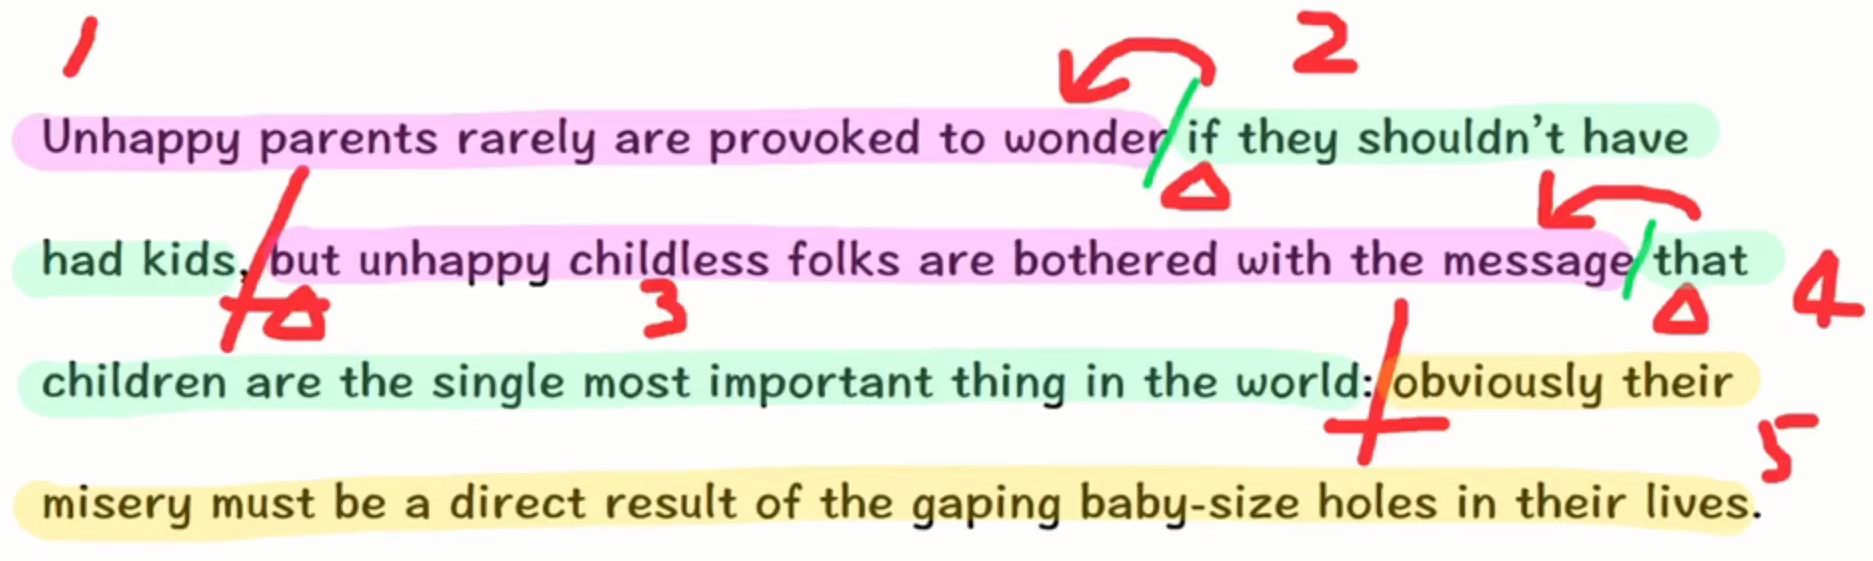 1 2
Unhappy parents rarely are provoked to wonder if they shouldn't have
had kids, but unhappy childless folks are bothered with the message that
3 4
children are the single most important thing in the world: obviously their
5
misery must be a direct result of the gaping baby-size holes in their lives.